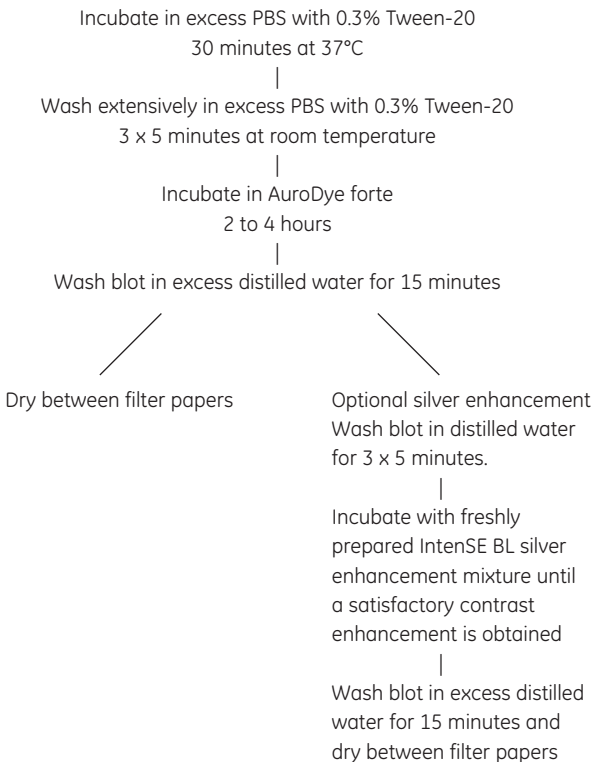 Incubate in excess PBS with 0.3% Tween-20
30 minutes at 37°C
Wash extensively in excess PBS with 0.3% Tween-20
3 x 5 minutes at room temperature
Incubate in AuroDye forte
2 to 4 hours
Wash blot in excess distilled water for 15 minutes
Dry between filter papers
Optional silver enhancement
Wash blot in distilled water
for 3 x 5 minutes.
Incubate with freshly
prepared IntenSE BL silver
enhancement mixture until
a satisfactory contrast
enhancement is obtained
Wash blot in excess distilled
water for 15 minutes and
dry between filter papers